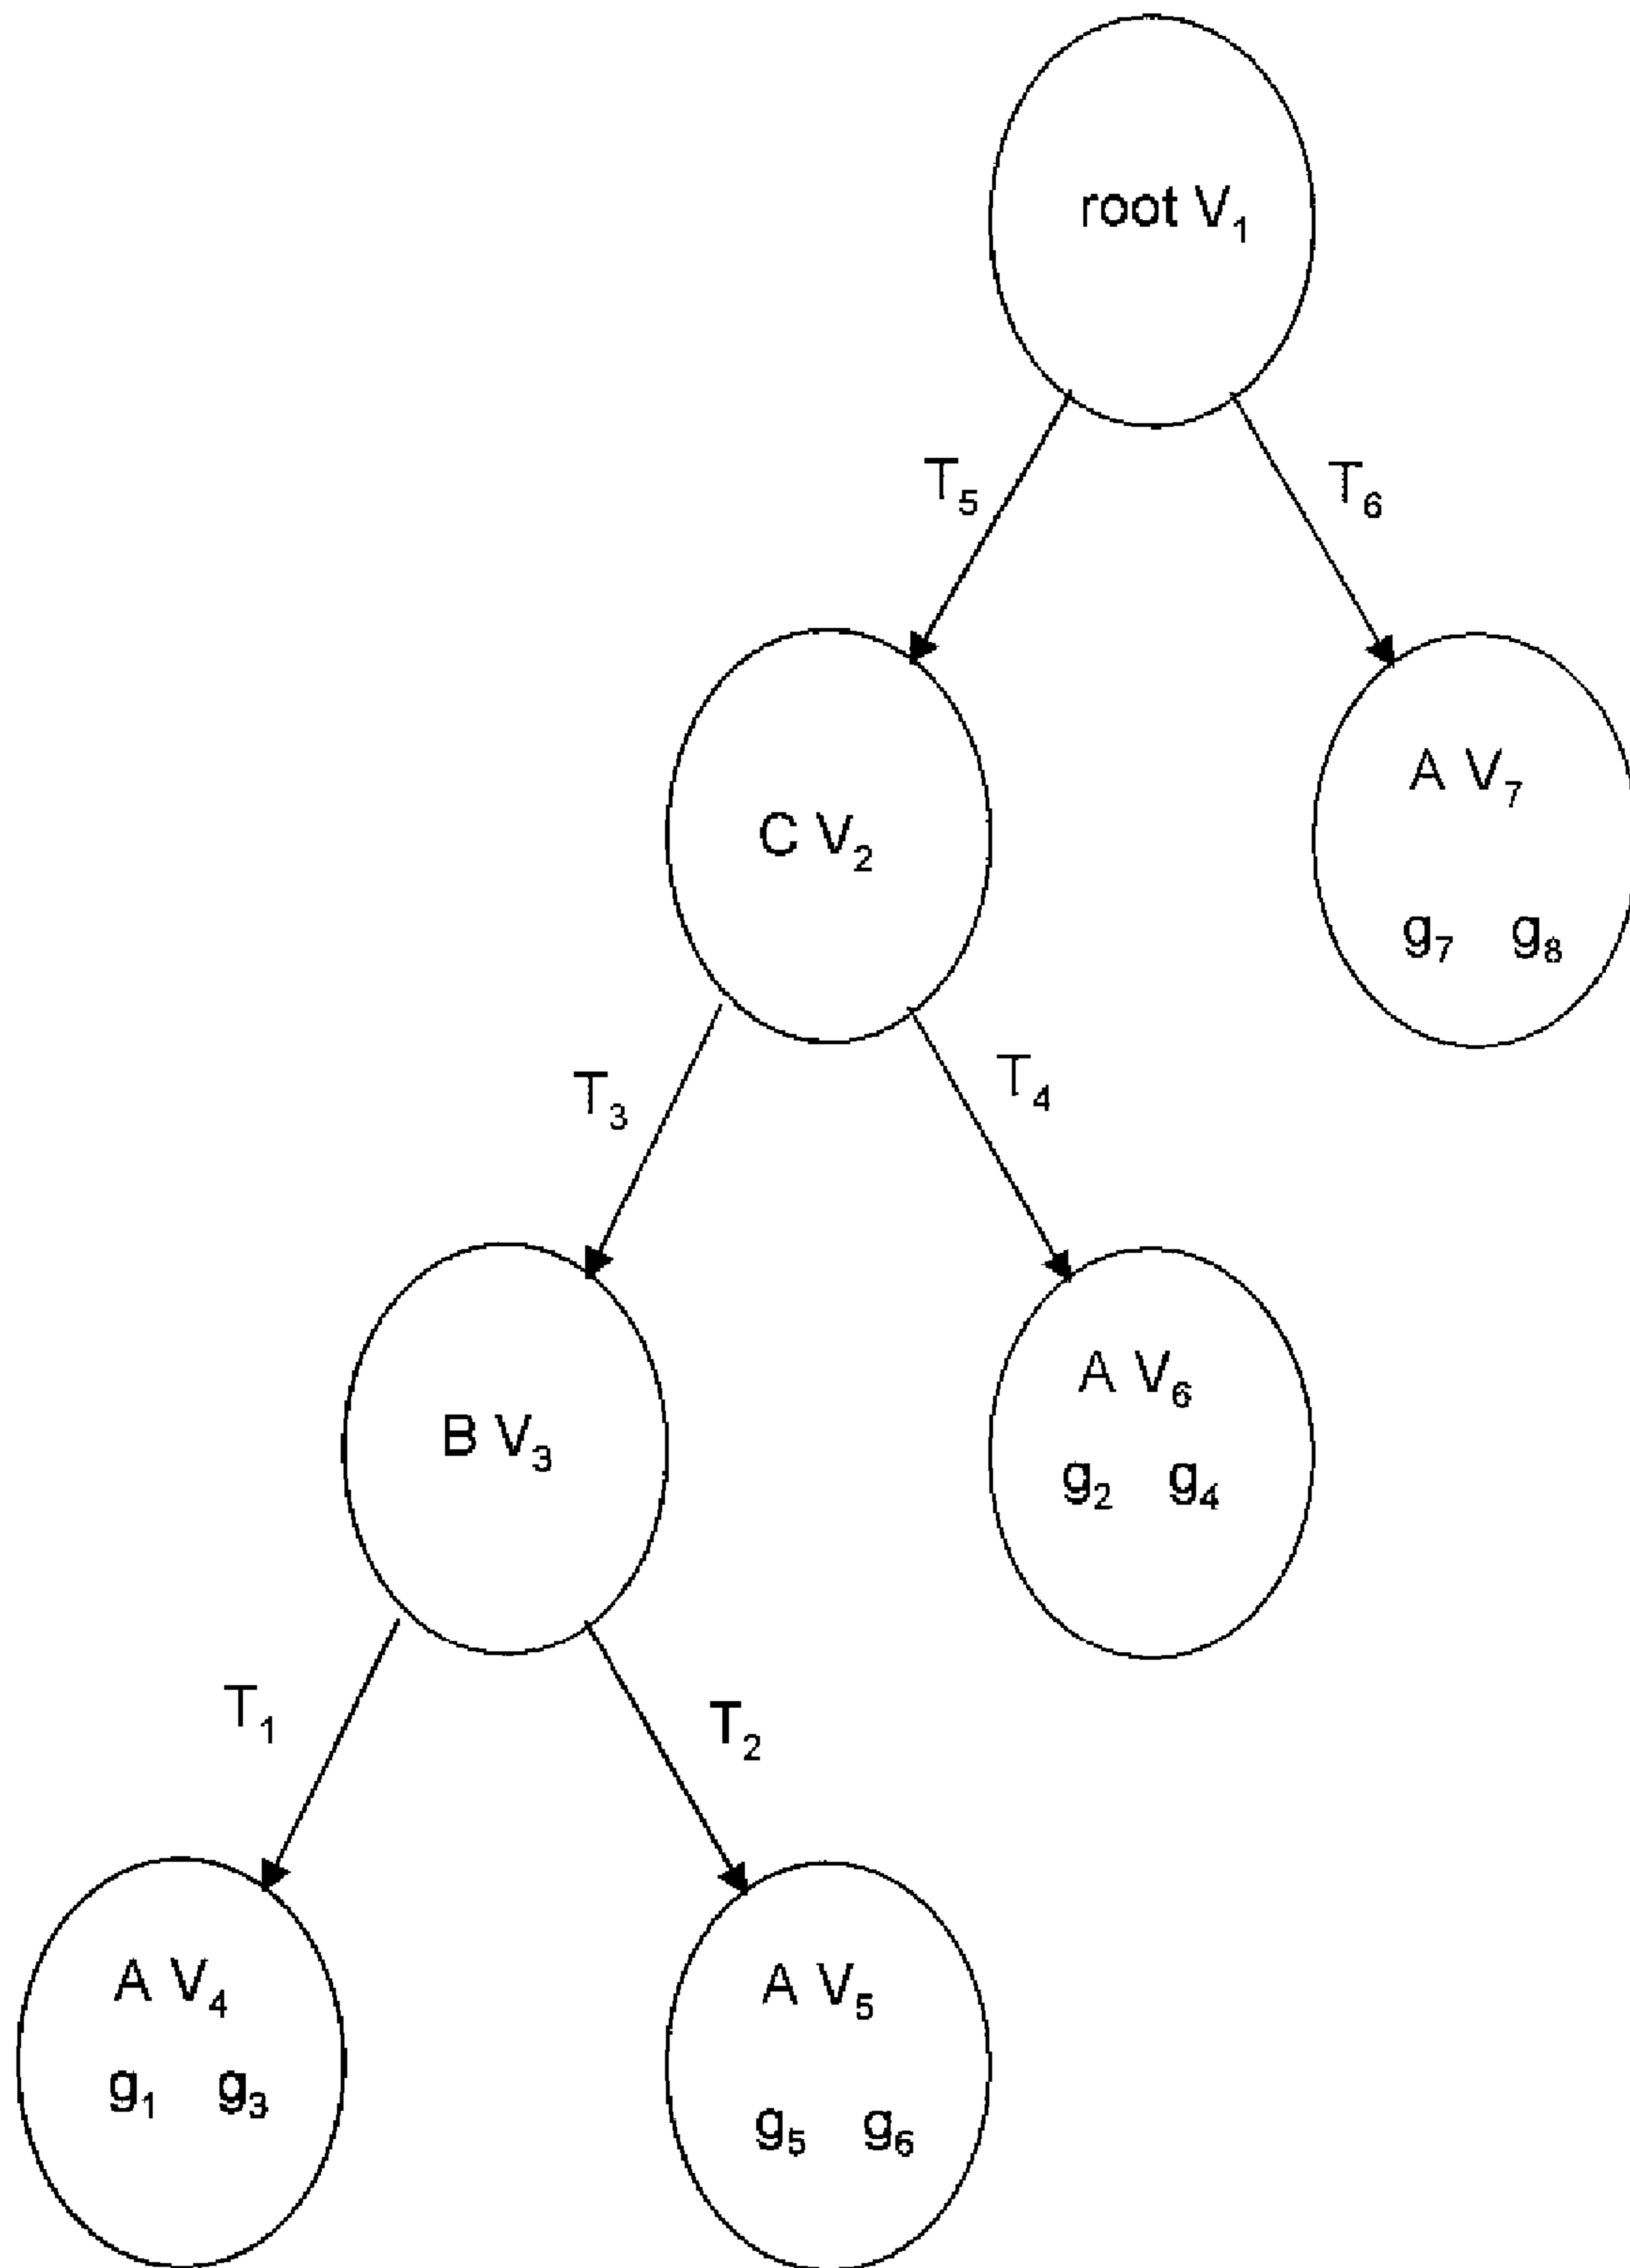 root V₁
T₅
T₆
A V₇
C V₂
g₇ g₈
T₃
T₄
A V₆
B V₃
g₂ g₄
T₁
T₂
A V₄
A V₅
g₁ g₃
g₅ g₆